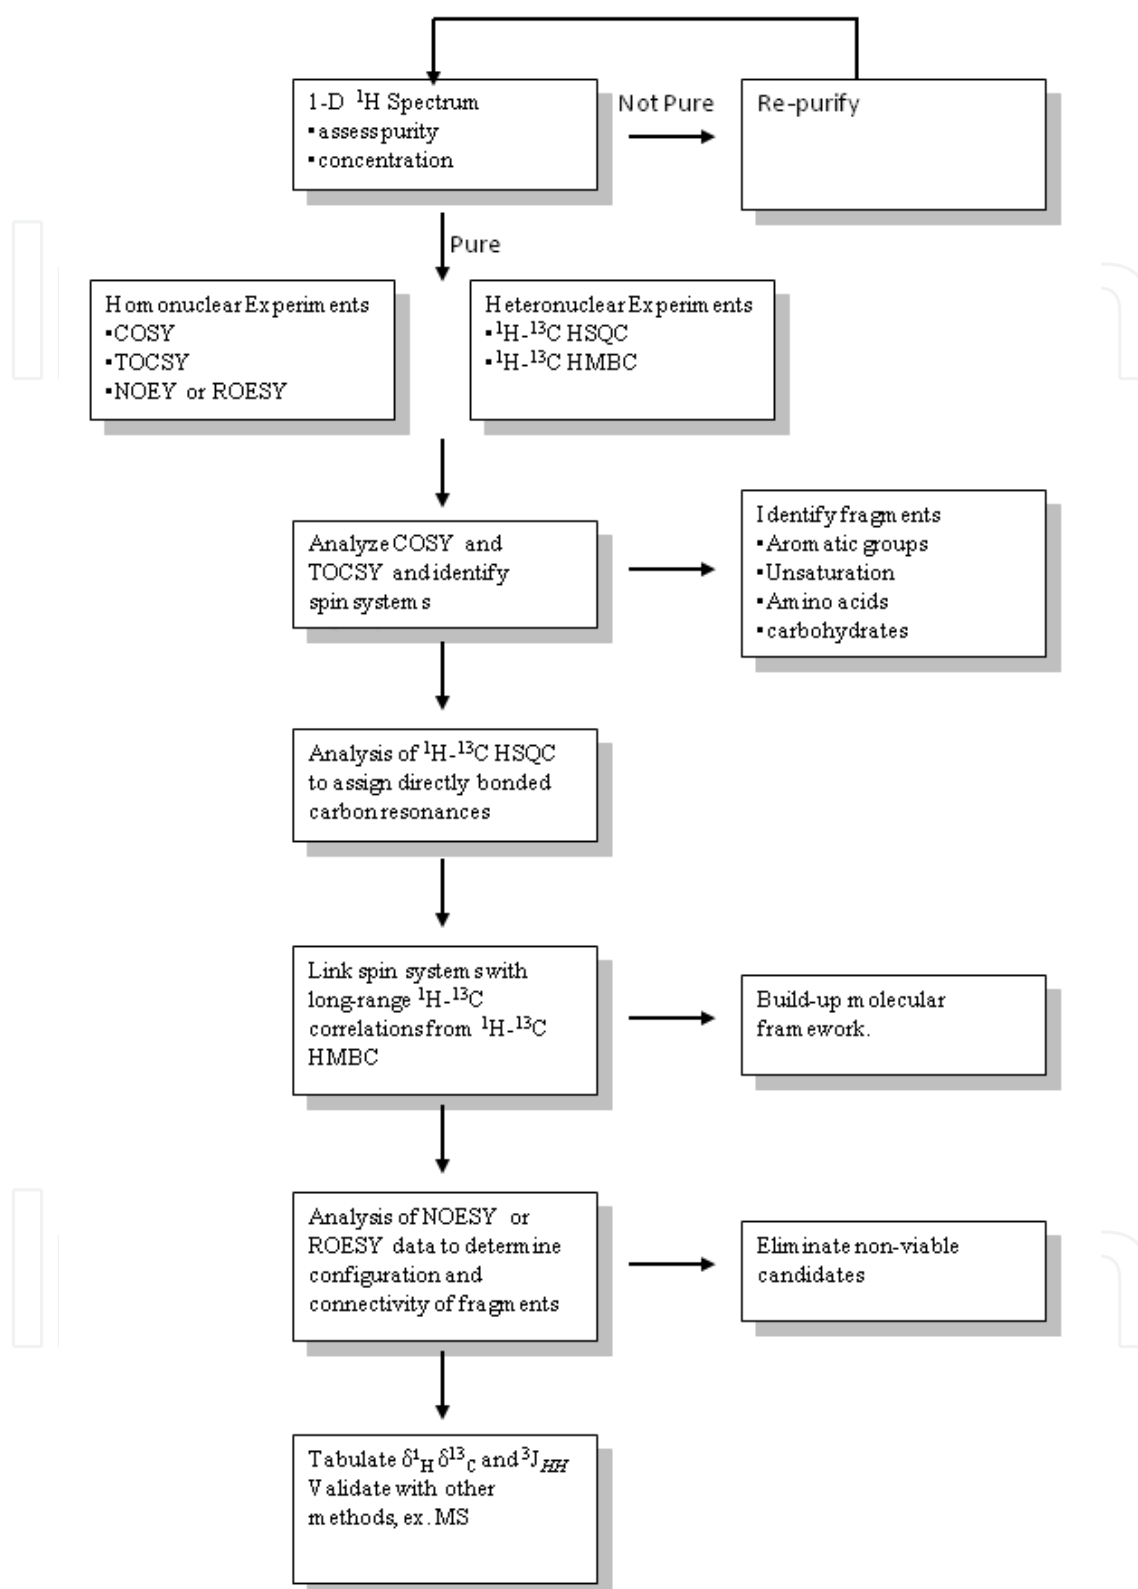 1-D ¹H Spectrum
▪assess purity
▪concentration
Not Pure
Re-purify
Pure
Homonuclear Experiments
▪COSY
▪TOCSY
▪NOEY or ROESY
Heteronuclear Experiments
▪¹H-¹³C HSQC
▪¹H-¹³C HMBC
Analyze COSY and
TOCSY and identify
spin systems
Identify fragments
▪Aromatic groups
▪Unsaturation
▪Amino acids
▪carbohydrates
Analysis of ¹H-¹³C HSQC
to assign directly bonded
carbon resonances
Link spin systems with
long-range ¹H-¹³C
correlations from ¹H-¹³C
HMBC
Build-up molecular
framework.
Analysis of NOESY or
ROESY data to determine
configuration and
connectivity of fragments
Eliminate non-viable
candidates
Tabulate δ¹H δ¹³C and ³JHH
Validate with other
methods, ex. MS